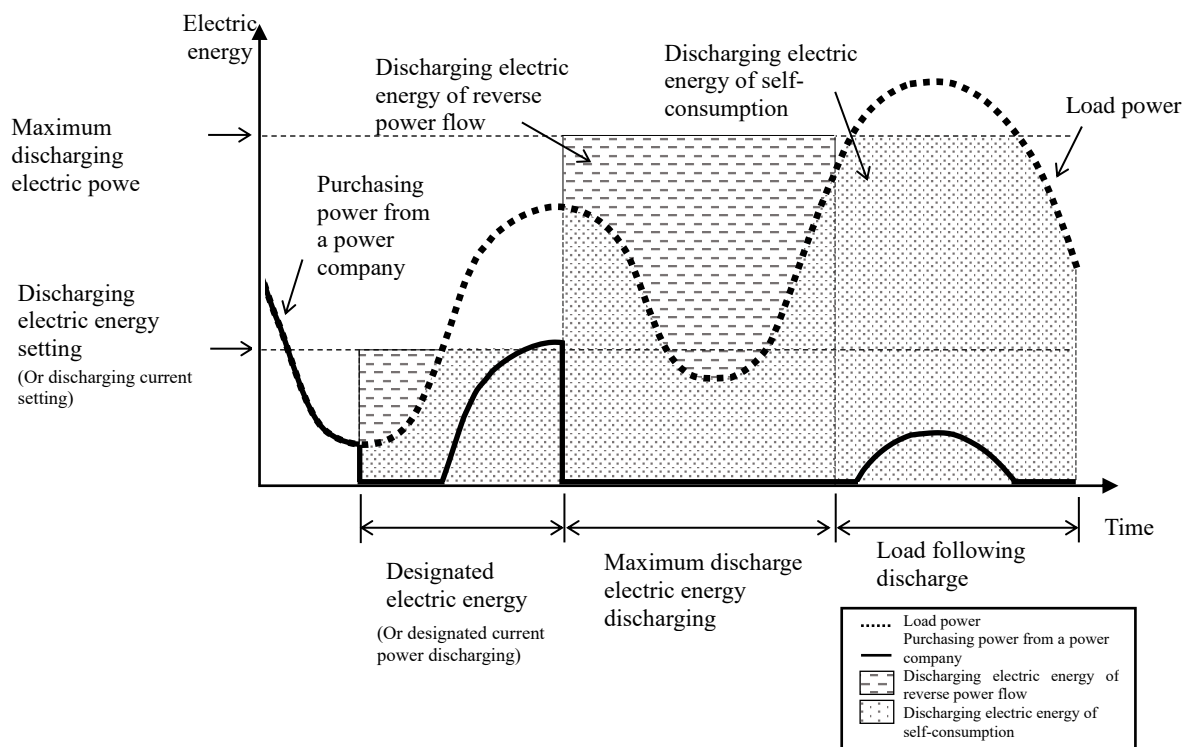 Electric
energy
Discharging electric
energy of reverse
power flow
Discharging electric
energy of self-
consumption
Load power
Maximum
discharging
electric powe
Purchasing
power from
a power
company
Discharging
electric energy
setting
(Or discharging current
setting)
Time
Designated
electric energy
(Or designated current
power discharging)
Maximum discharge
electric energy
discharging
Load following
discharge
Load power
Purchasing power from a power
company
Discharging electric energy of
reverse power flow
Discharging electric energy of
self-consumption